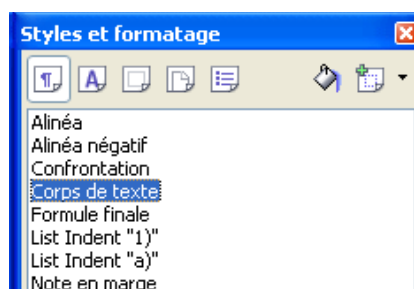 Styles et formatage
Alinéa
Alinéa négatif
Confrontation
Corps de texte
Formule finale
List Indent "1)"
List Indent "a)"
Note en marge